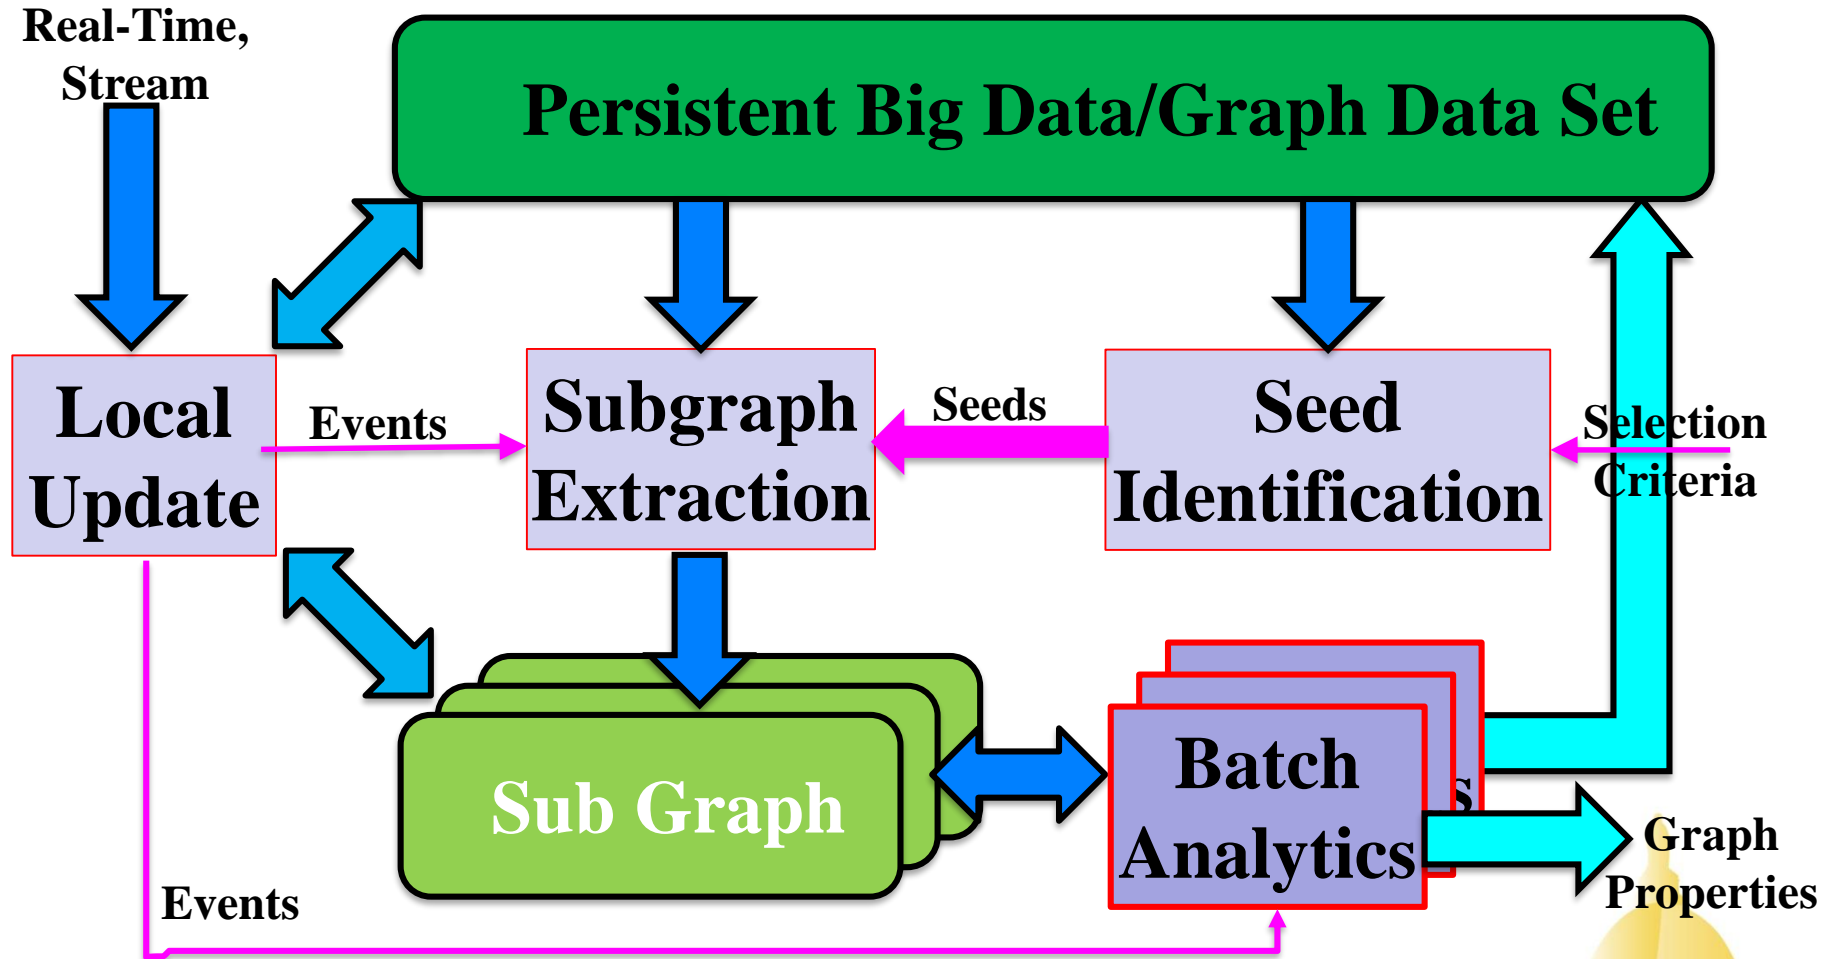 Real-Time,
Stream
Persistent Big Data/Graph Data Set
Local
Update
Events
Subgraph
Extraction
Seeds
Seed
Identification
Selection
Criteria
Sub Graph
Batch
Analytics
s
Graph
Properties
Events